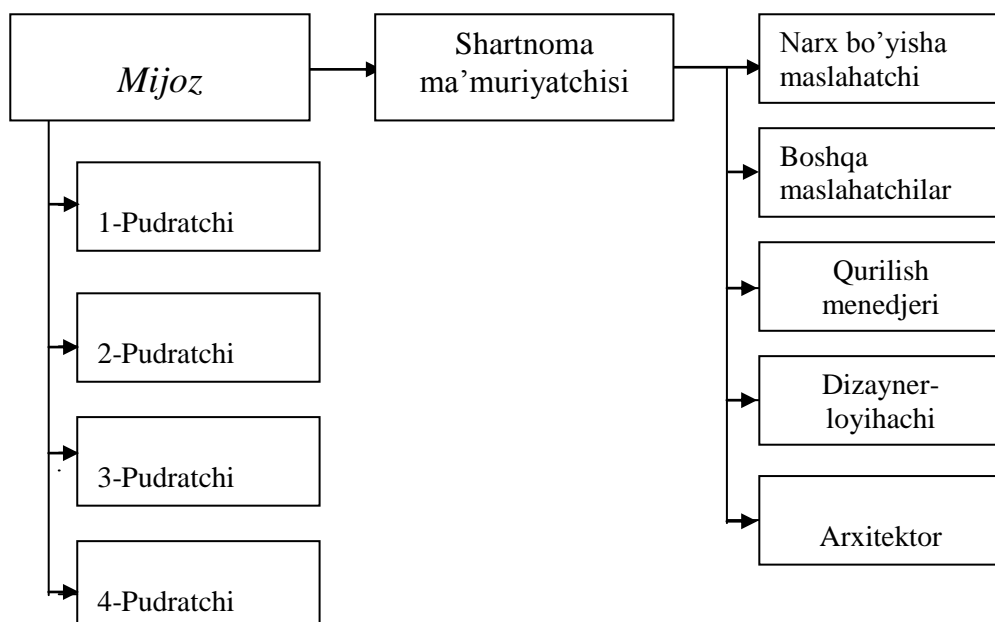 Mijoz
Shartnoma
ma’muriyatchisi
Narx bo’yisha
maslahatchi
Boshqa
maslahatchilar
Qurilish
menedjeri
Dizayner-
loyihachi
Arxitektor
1-Pudratchi
2-Pudratchi
3-Pudratchi
4-Pudratchi